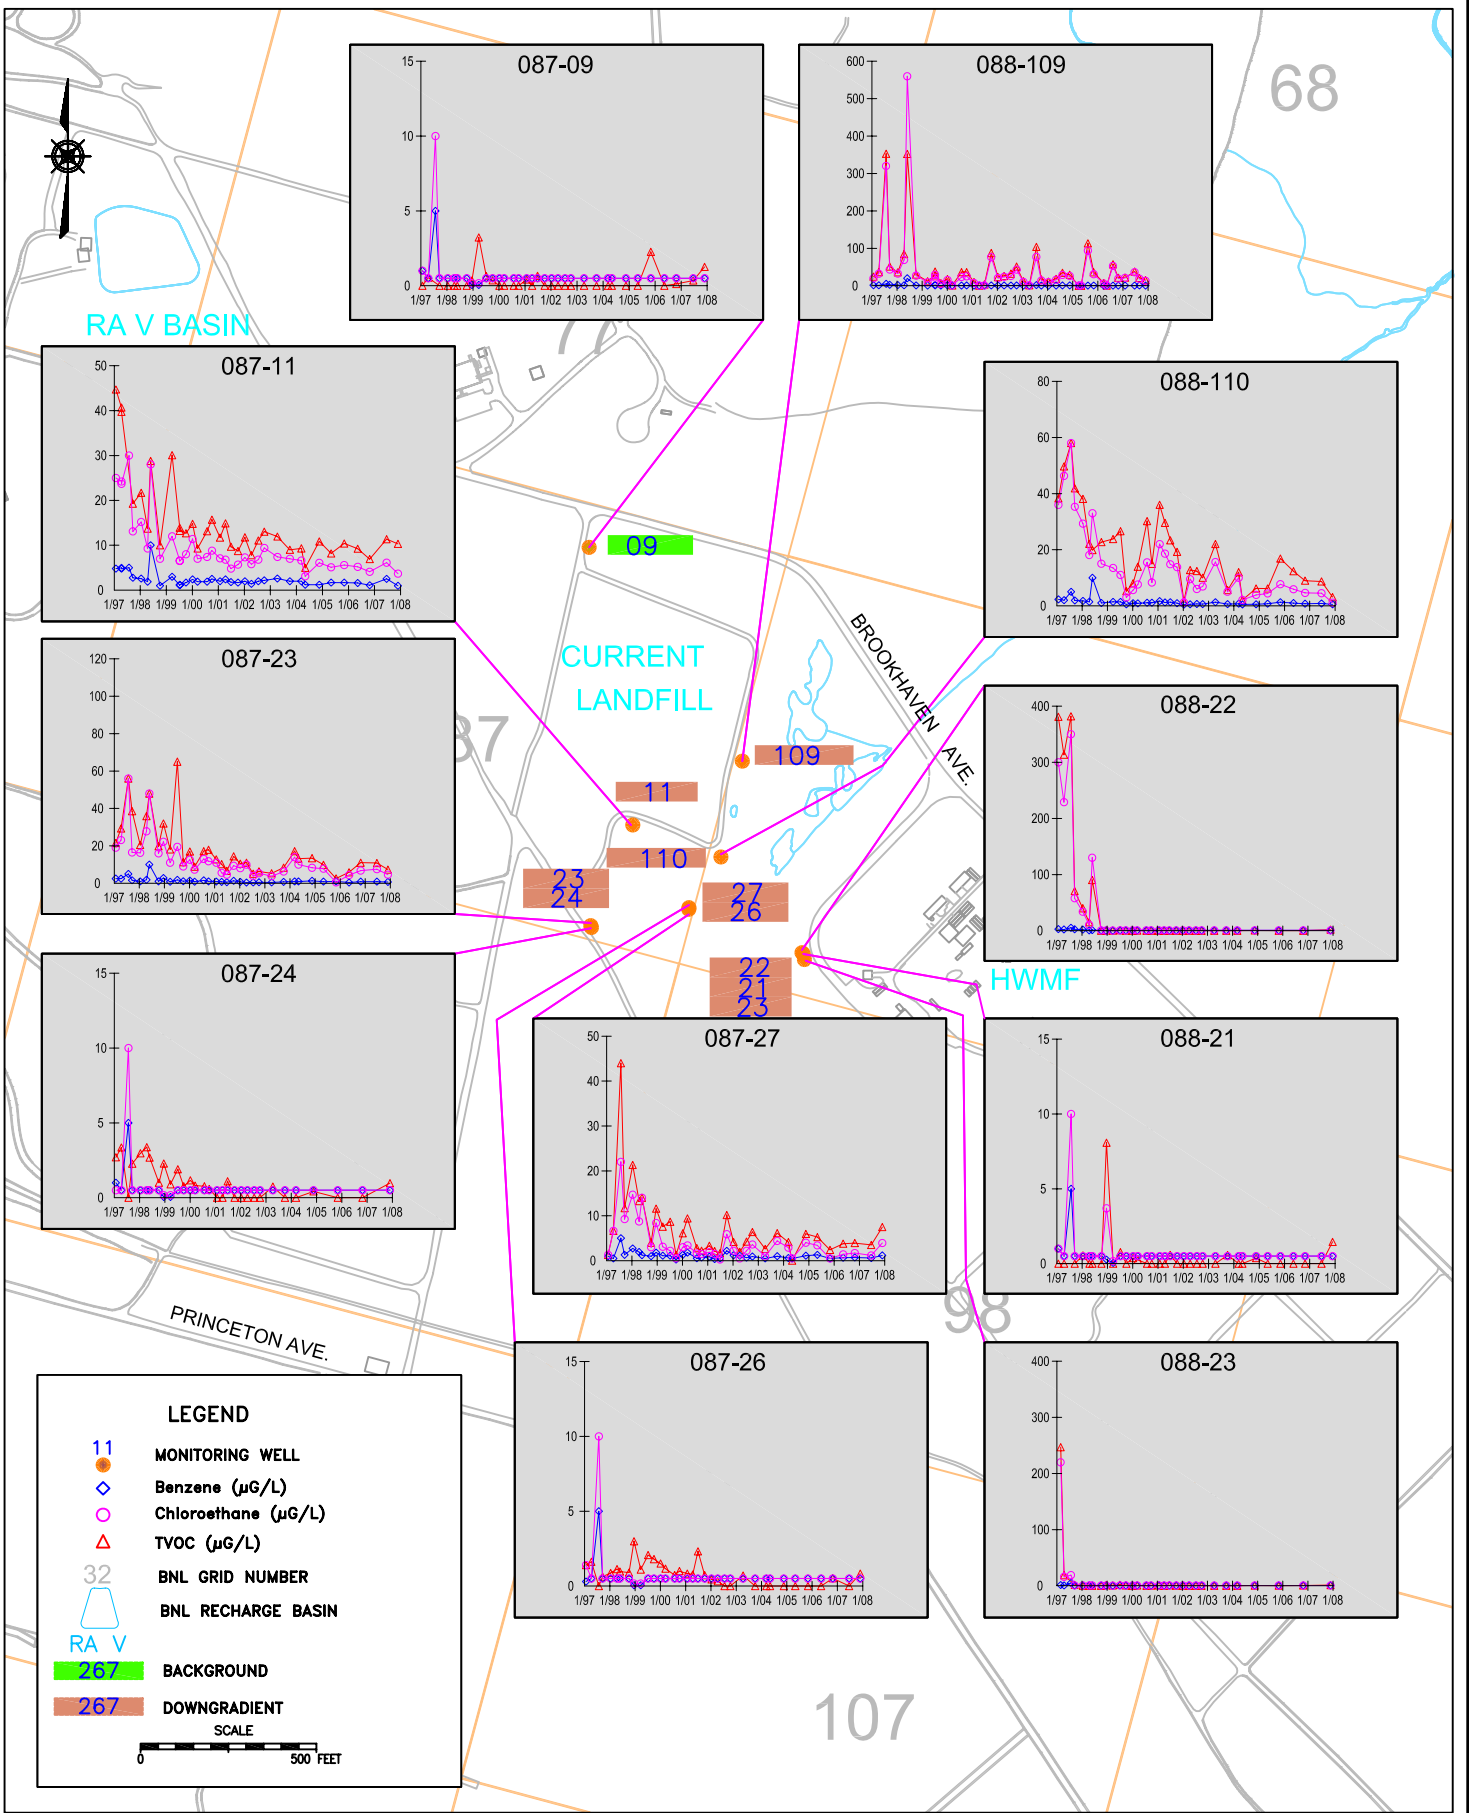 087-09
15
10
5
0
1/97 1/98 1/99 1/00 1/01 1/02 1/03 1/04 1/05 1/06 1/07 1/08
088-109
600
500
400
300
200
100
0
1/97 1/98 1/99 1/00 1/01 1/02 1/03 1/04 1/05 1/06 1/07 1/08
68
RA V BASIN
77
087-11
50
40
30
20
10
0
1/97 1/98 1/99 1/00 1/01 1/02 1/03 1/04 1/05 1/06 1/07 1/08
088-110
80
60
40
20
0
1/97 1/98 1/99 1/00 1/01 1/02 1/03 1/04 1/05 1/06 1/07 1/08
09
BROOKHAVEN AVE.
CURRENT
LANDFILL
87
109
11
110
23
24
27
26
22
21
23
HWMF
087-23
120
100
80
60
40
20
0
1/97 1/98 1/99 1/00 1/01 1/02 1/03 1/04 1/05 1/06 1/07 1/08
088-22
400
300
200
100
0
1/97 1/98 1/99 1/00 1/01 1/02 1/03 1/04 1/05 1/06 1/07 1/08
087-24
15
10
5
0
1/97 1/98 1/99 1/00 1/01 1/02 1/03 1/04 1/05 1/06 1/07 1/08
087-27
50
40
30
20
10
0
1/97 1/98 1/99 1/00 1/01 1/02 1/03 1/04 1/05 1/06 1/07 1/08
088-21
15
10
5
0
1/97 1/98 1/99 1/00 1/01 1/02 1/03 1/04 1/05 1/06 1/07 1/08
98
PRINCETON AVE.
087-26
15
10
5
0
1/97 1/98 1/99 1/00 1/01 1/02 1/03 1/04 1/05 1/06 1/07 1/08
088-23
400
300
200
100
0
1/97 1/98 1/99 1/00 1/01 1/02 1/03 1/04 1/05 1/06 1/07 1/08
107
LEGEND
11 MONITORING WELL
Benzene (µG/L)
Chloroethane (µG/L)
TVOC (µG/L)
32 BNL GRID NUMBER
BNL RECHARGE BASIN
RA V
267 BACKGROUND
267 DOWNGRADIENT
SCALE
0 500 FEET